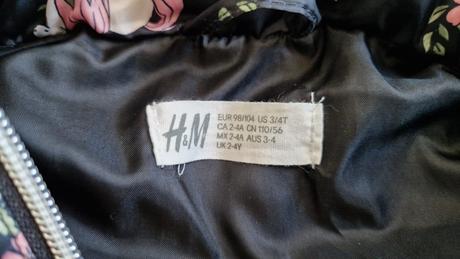 H&M
EUR 98/104 US 3/4T
CA 2-4A CN 110/56
MX 2-4A AUS 3-4
UK 2-4Y